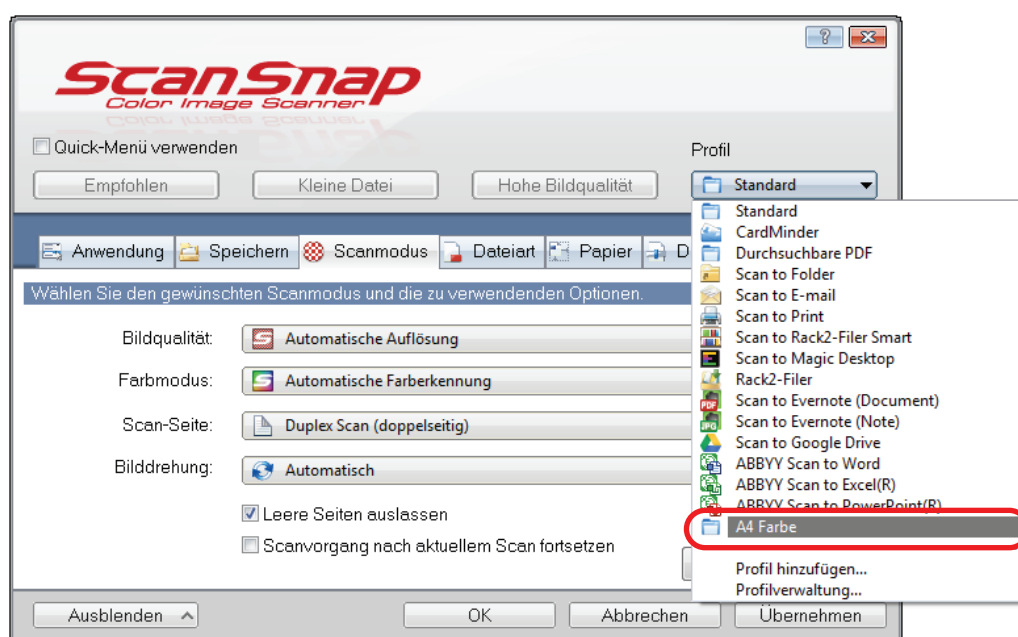 ScanSnap
Color Image Scanner
Quick-Menü verwenden
Profil
Empfohlen
Kleine Datei
Hohe Bildqualität
Standard
Anwendung
Speichern
Scanmodus
Dateiart
Papier
D
Wählen Sie den gewünschten Scanmodus und die zu verwendenden Optionen.
Bildqualität:
Automatische Auflösung
Farbmodus:
Automatische Farberkennung
Scan-Seite:
Duplex Scan (doppelseitig)
Bilddrehung:
Automatisch
Leere Seiten auslassen
Scanvorgang nach aktuellem Scan fortsetzen
Standard
CardMinder
Durchsuchbare PDF
Scan to Folder
Scan to E-mail
Scan to Print
Scan to Rack2-Filer Smart
Scan to Magic Desktop
Rack2-Filer
Scan to Evernote (Document)
Scan to Evernote (Note)
Scan to Google Drive
ABBYY Scan to Word
ABBYY Scan to Excel(R)
ABBYY Scan to PowerPoint(R)
A4 Farbe
Profil hinzufügen...
Profilverwaltung...
Ausblenden
OK
Abbrechen
Übernehmen